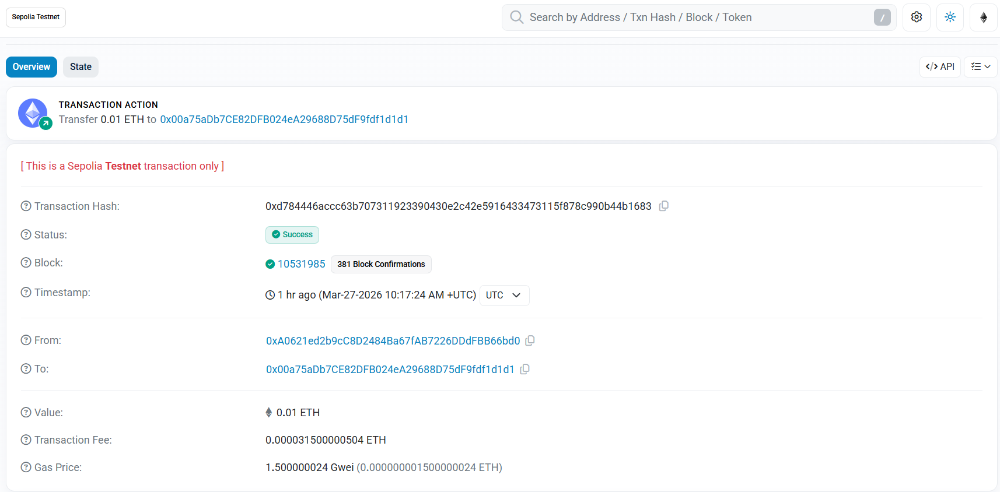 Sepolia Testnet
Search by Address / Txn Hash / Block / Token
/
Overview
State
</> API
TRANSACTION ACTION
Transfer 0.01 ETH to 0x00a75aDb7CE82DFB024eA29688D75dF9fdf1d1d1
[ This is a Sepolia Testnet transaction only ]
Transaction Hash: 0xd784446accc63b707311923390430e2c42e5916433473115f878c990b44b1683
Status: Success
Block: 10531985 381 Block Confirmations
Timestamp: 1 hr ago (Mar-27-2026 10:17:24 AM +UTC) UTC
From: 0xA0621ed2b9cC8D2484Ba67fAB7226DDdFBB66bd0
To: 0x00a75aDb7CE82DFB024eA29688D75dF9fdf1d1d1
Value: 0.01 ETH
Transaction Fee: 0.000031500000504 ETH
Gas Price: 1.500000024 Gwei (0.000000001500000024 ETH)